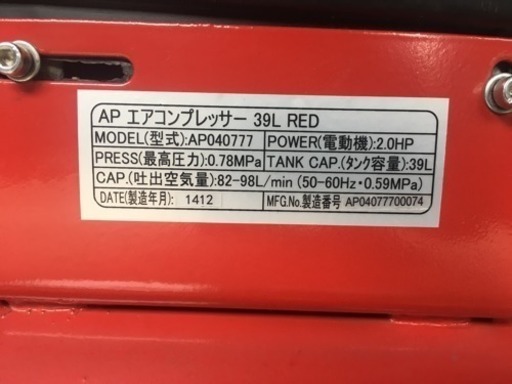 AP エアコンプレッサー 39L RED
MODEL(型式):AP040777 POWER(電動機):2.0HP
PRESS(最高圧力):0.78MPa TANK CAP.(タンク容量):39L
CAP.(吐出空気量):82-98L/min (50-60Hz・0.59MPa)
DATE(製造年月): 1412 MFG.No.製造番号 AP04077700074